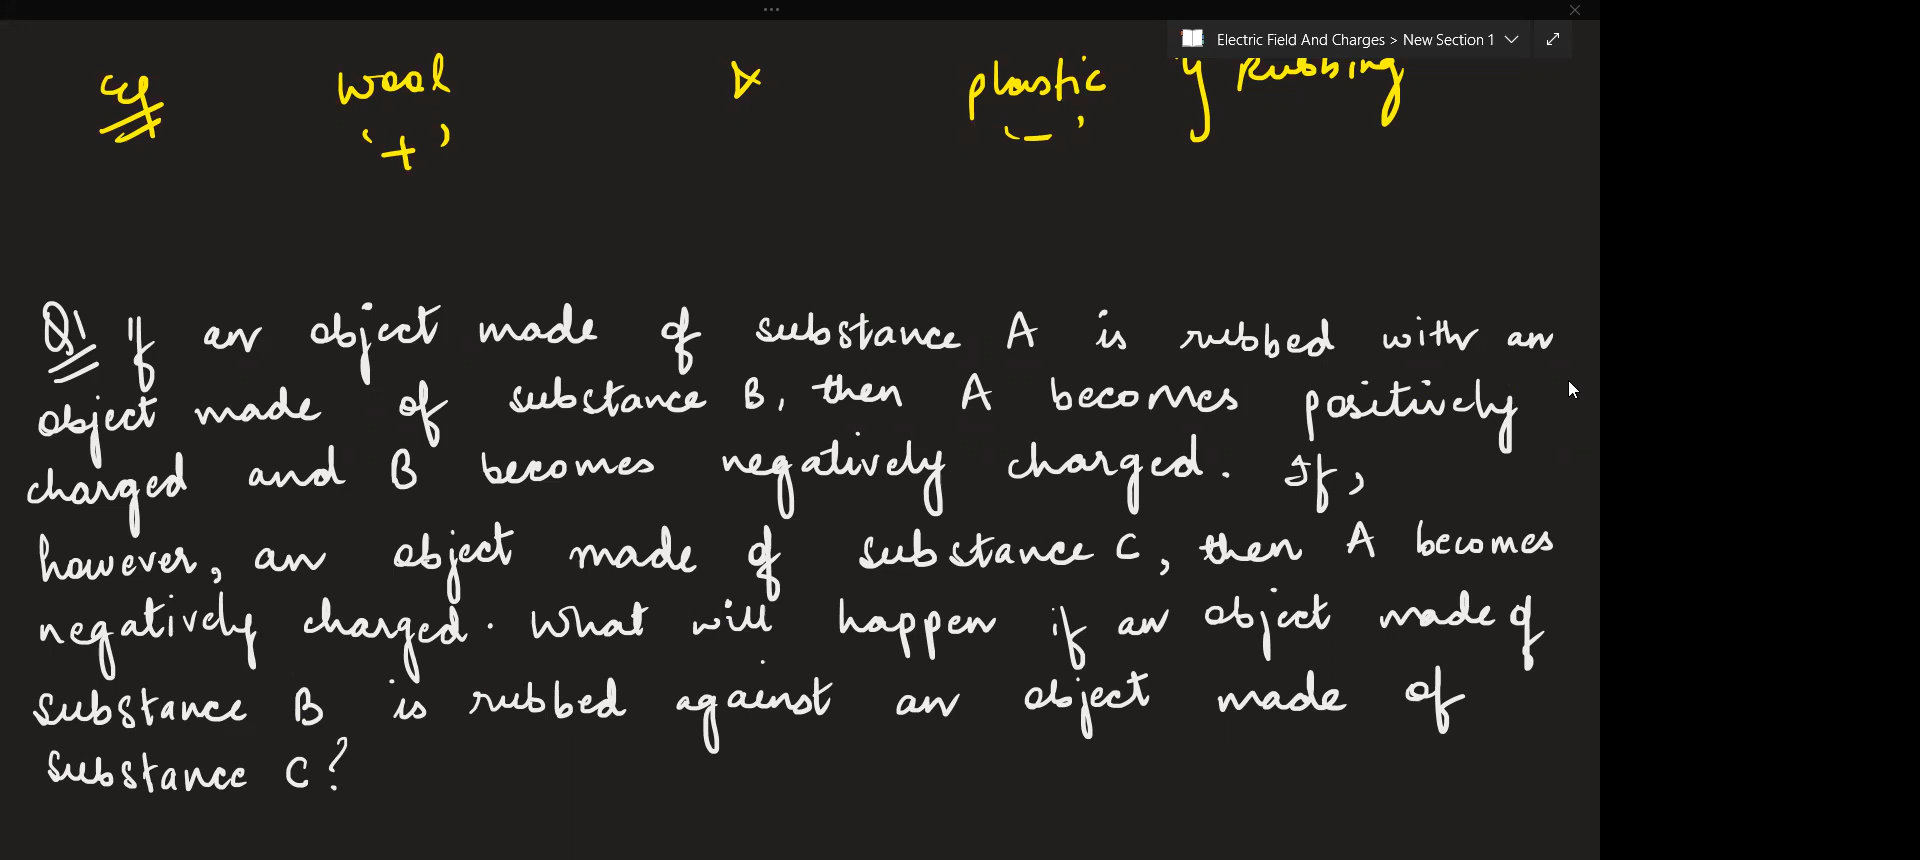 Electric Field And Charges > New Section 1
eg wool & plastic by Rubbing
'+' '−'
Q1 If an object made of substance A is rubbed with an
object made of substance B, then A becomes positively
charged and B becomes negatively charged. If,
however, an object made of substance C, then A becomes
negatively charged. What will happen if an object made of
substance B is rubbed against an object made of
substance C?